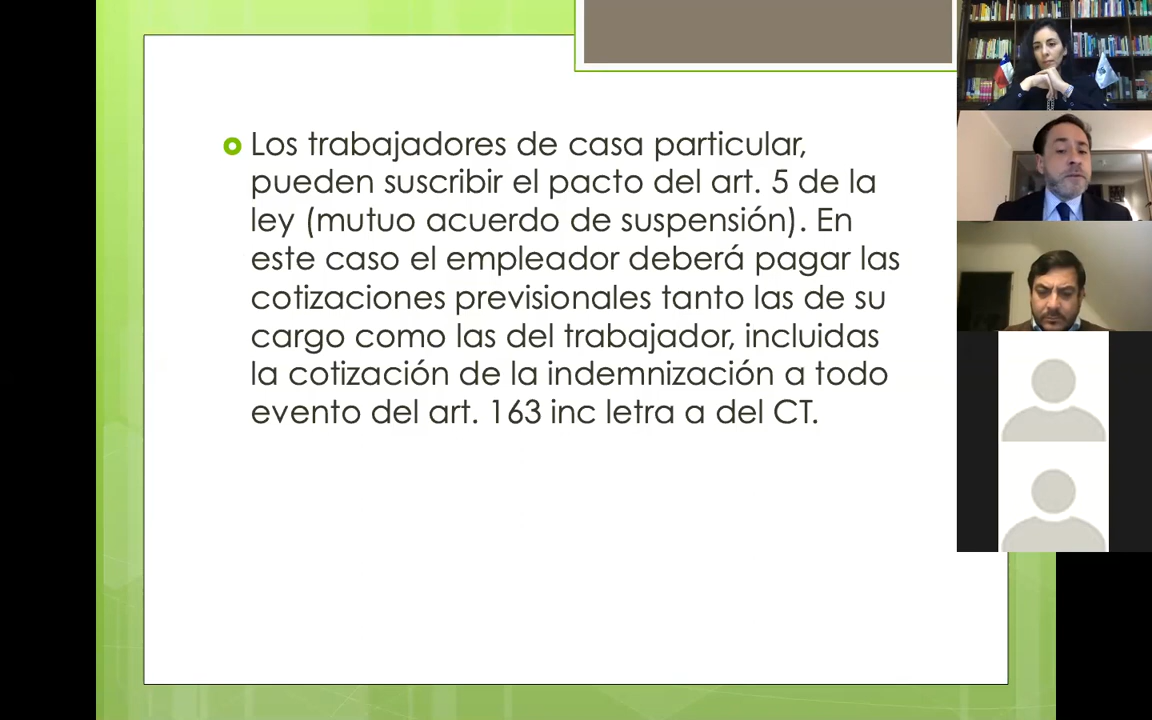 Los trabajadores de casa particular,
pueden suscribir el pacto del art. 5 de la
ley (mutuo acuerdo de suspensión). En
este caso el empleador deberá pagar las
cotizaciones previsionales tanto las de su
cargo como las del trabajador, incluidas
la cotización de la indemnización a todo
evento del art. 163 inc letra a del CT.